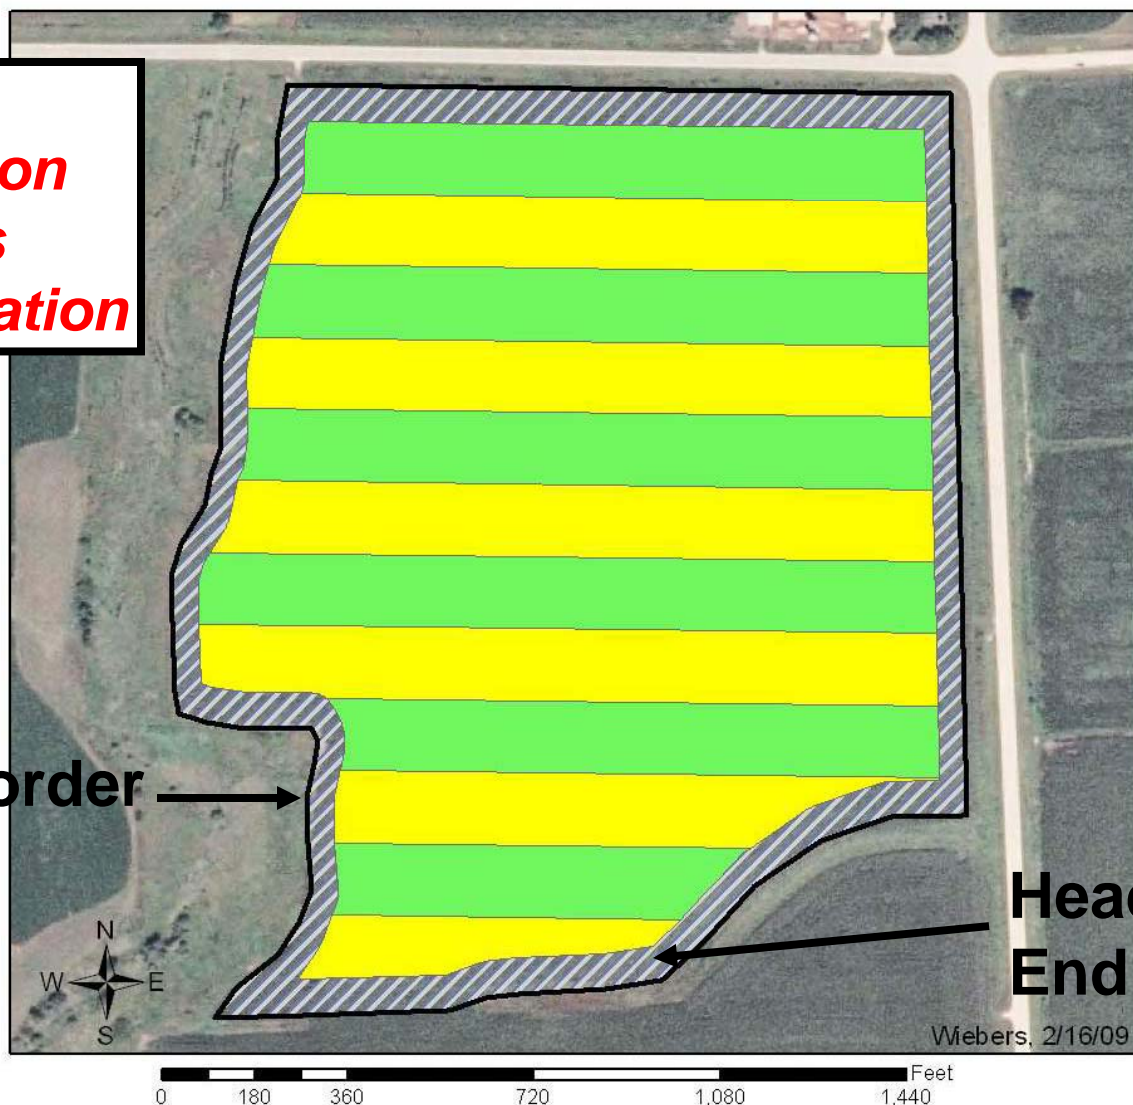 on
s
ation
order
Head
End
N
W E
S
Wiebers, 2/16/09
Feet
0 180 360 720 1,080 1,440